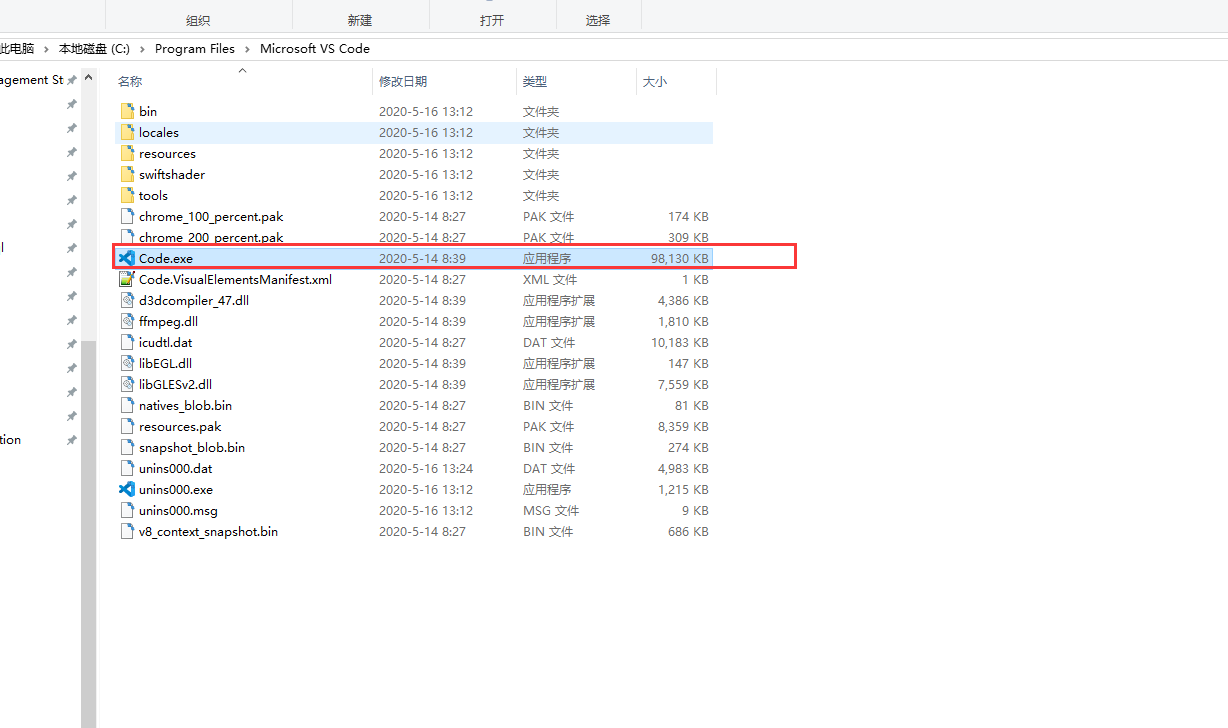 组织 新建 打开 选择
此电脑 › 本地磁盘 (C:) › Program Files › Microsoft VS Code
agement St
名称 修改日期 类型 大小
bin 2020-5-16 13:12 文件夹
locales 2020-5-16 13:12 文件夹
resources 2020-5-16 13:12 文件夹
swiftshader 2020-5-16 13:12 文件夹
tools 2020-5-16 13:12 文件夹
chrome_100_percent.pak 2020-5-14 8:27 PAK 文件 174 KB
chrome_200_percent.pak 2020-5-14 8:27 PAK 文件 309 KB
l
Code.exe 2020-5-14 8:39 应用程序 98,130 KB
Code.VisualElementsManifest.xml 2020-5-14 8:27 XML 文件 1 KB
d3dcompiler_47.dll 2020-5-14 8:39 应用程序扩展 4,386 KB
ffmpeg.dll 2020-5-14 8:39 应用程序扩展 1,810 KB
icudtl.dat 2020-5-14 8:27 DAT 文件 10,183 KB
libEGL.dll 2020-5-14 8:39 应用程序扩展 147 KB
libGLESv2.dll 2020-5-14 8:39 应用程序扩展 7,559 KB
natives_blob.bin 2020-5-14 8:27 BIN 文件 81 KB
resources.pak 2020-5-14 8:27 PAK 文件 8,359 KB
tion
snapshot_blob.bin 2020-5-14 8:27 BIN 文件 274 KB
unins000.dat 2020-5-16 13:24 DAT 文件 4,983 KB
unins000.exe 2020-5-16 13:12 应用程序 1,215 KB
unins000.msg 2020-5-16 13:12 MSG 文件 9 KB
v8_context_snapshot.bin 2020-5-14 8:27 BIN 文件 686 KB